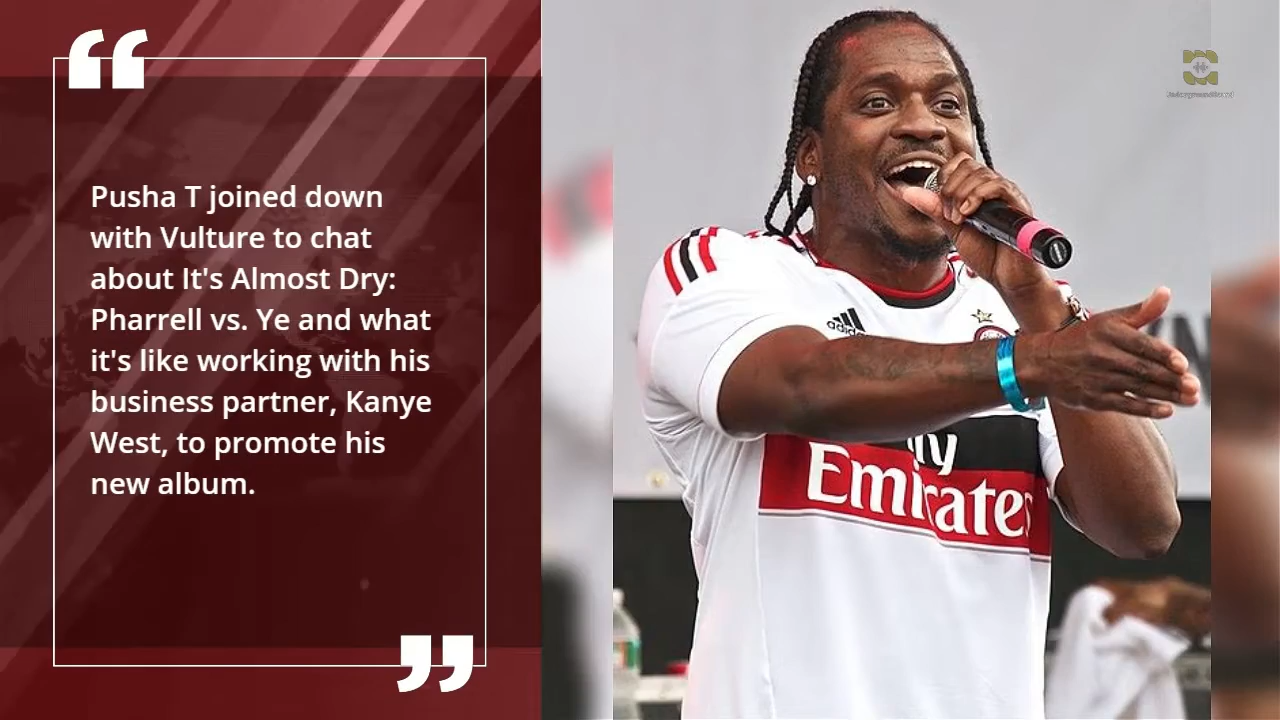 Pusha T joined down
with Vulture to chat
about It's Almost Dry:
Pharrell vs. Ye and what
it's like working with his
business partner, Kanye
West, to promote his
new album.
adidas
Fly
Emirates